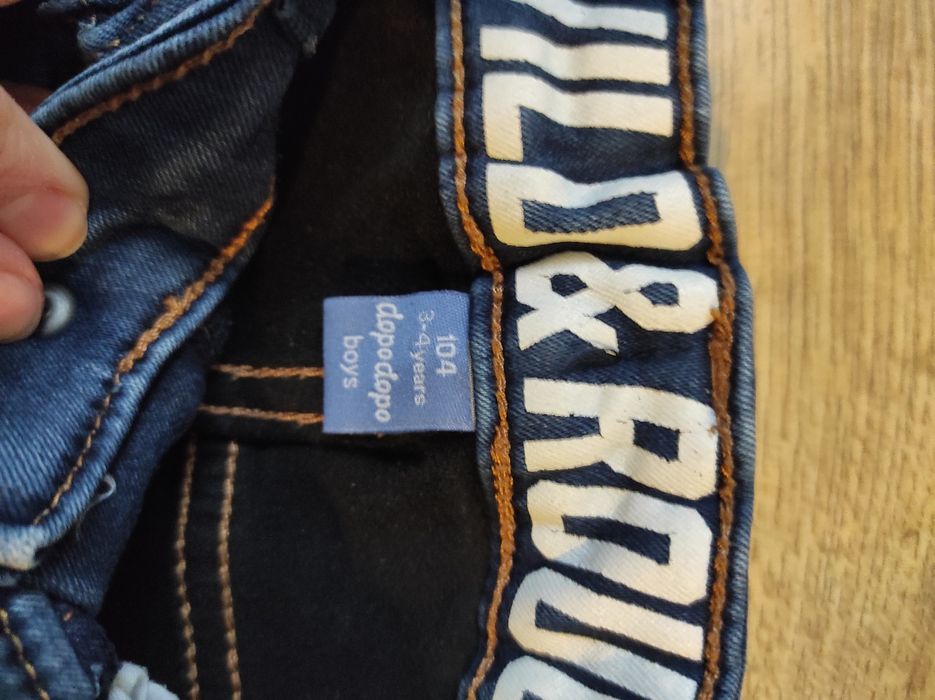 ILD & ROU
104
3-4 years
dopodopo
boys